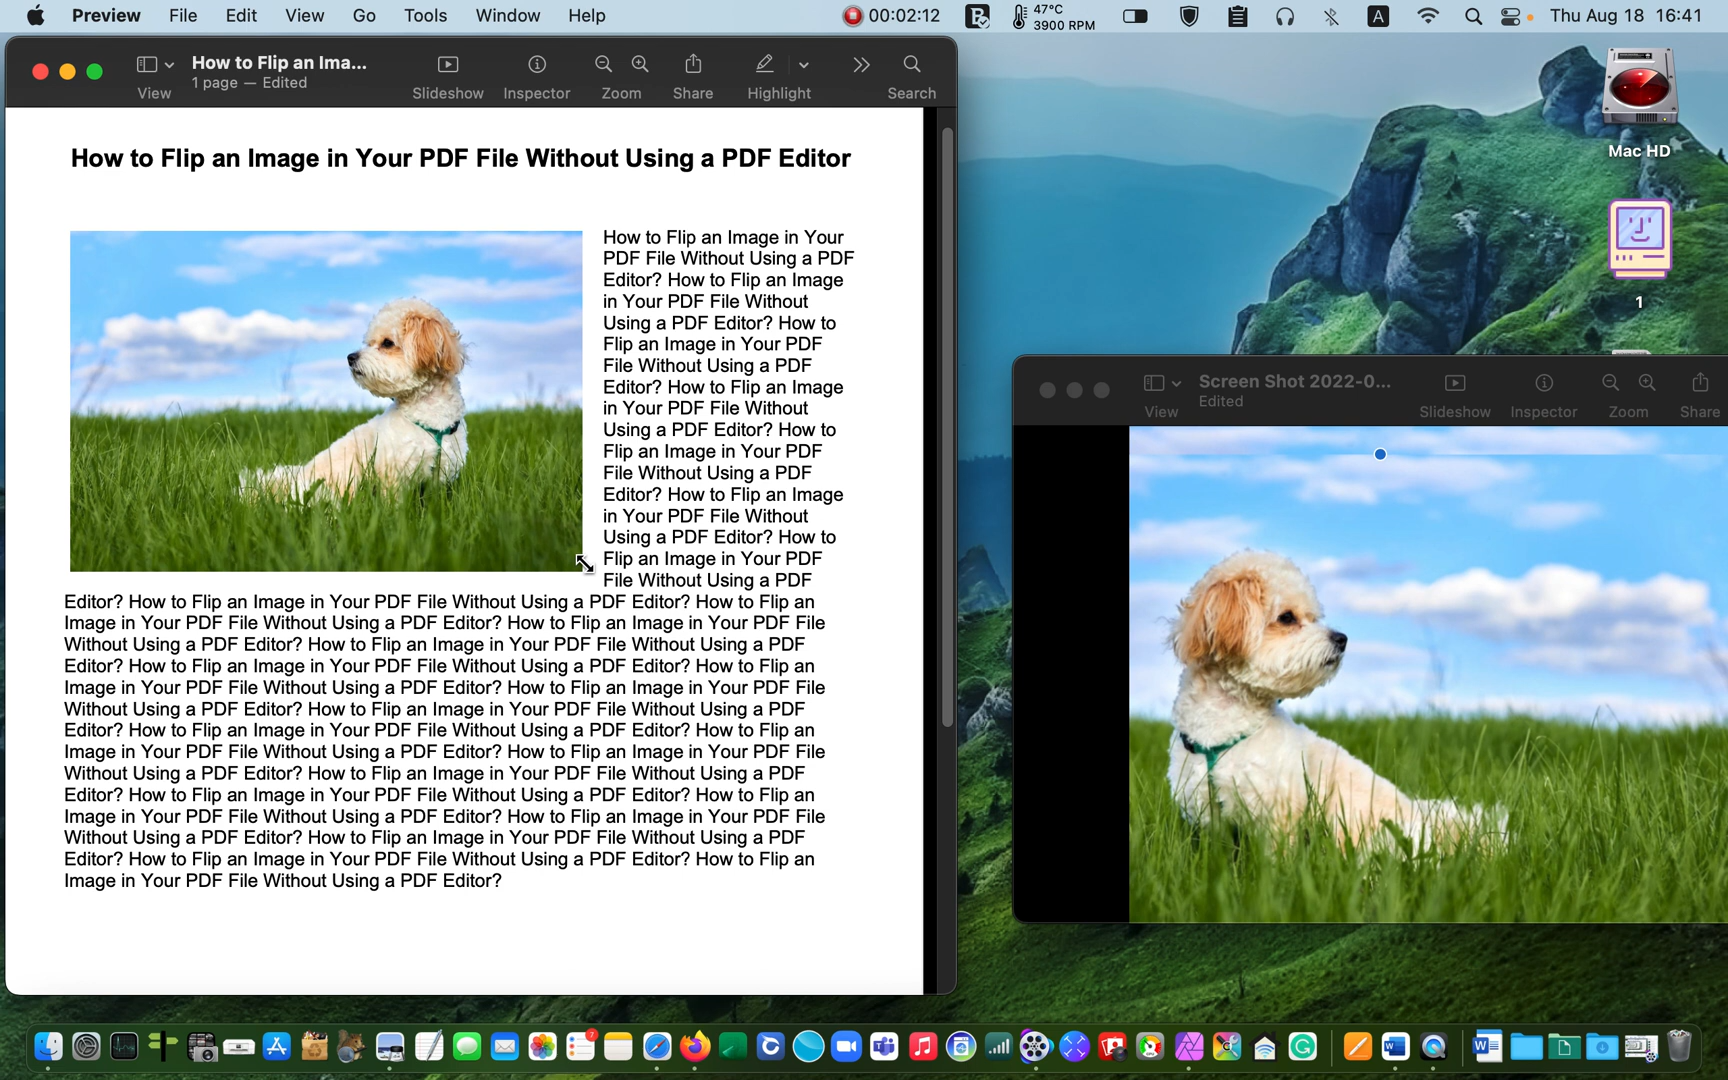 Preview File Edit View Go Tools Window Help 00:02:12 47°C 3900 RPM A Thu Aug 18 16:41
How to Flip an Ima...
1 page — Edited
View Slideshow Inspector Zoom Share Highlight Search
How to Flip an Image in Your PDF File Without Using a PDF Editor
How to Flip an Image in Your
PDF File Without Using a PDF
Editor? How to Flip an Image
in Your PDF File Without
Using a PDF Editor? How to
Flip an Image in Your PDF
File Without Using a PDF
Editor? How to Flip an Image
in Your PDF File Without
Using a PDF Editor? How to
Flip an Image in Your PDF
File Without Using a PDF
Editor? How to Flip an Image
in Your PDF File Without
Using a PDF Editor? How to
Flip an Image in Your PDF
File Without Using a PDF
Editor? How to Flip an Image in Your PDF File Without Using a PDF Editor? How to Flip an
Image in Your PDF File Without Using a PDF Editor? How to Flip an Image in Your PDF File
Without Using a PDF Editor? How to Flip an Image in Your PDF File Without Using a PDF
Editor? How to Flip an Image in Your PDF File Without Using a PDF Editor? How to Flip an
Image in Your PDF File Without Using a PDF Editor? How to Flip an Image in Your PDF File
Without Using a PDF Editor? How to Flip an Image in Your PDF File Without Using a PDF
Editor? How to Flip an Image in Your PDF File Without Using a PDF Editor? How to Flip an
Image in Your PDF File Without Using a PDF Editor? How to Flip an Image in Your PDF File
Without Using a PDF Editor? How to Flip an Image in Your PDF File Without Using a PDF
Editor? How to Flip an Image in Your PDF File Without Using a PDF Editor? How to Flip an
Image in Your PDF File Without Using a PDF Editor? How to Flip an Image in Your PDF File
Without Using a PDF Editor? How to Flip an Image in Your PDF File Without Using a PDF
Editor? How to Flip an Image in Your PDF File Without Using a PDF Editor? How to Flip an
Image in Your PDF File Without Using a PDF Editor?
Mac HD
1
Screen Shot 2022-0...
Edited
View Slideshow Inspector Zoom Share
7